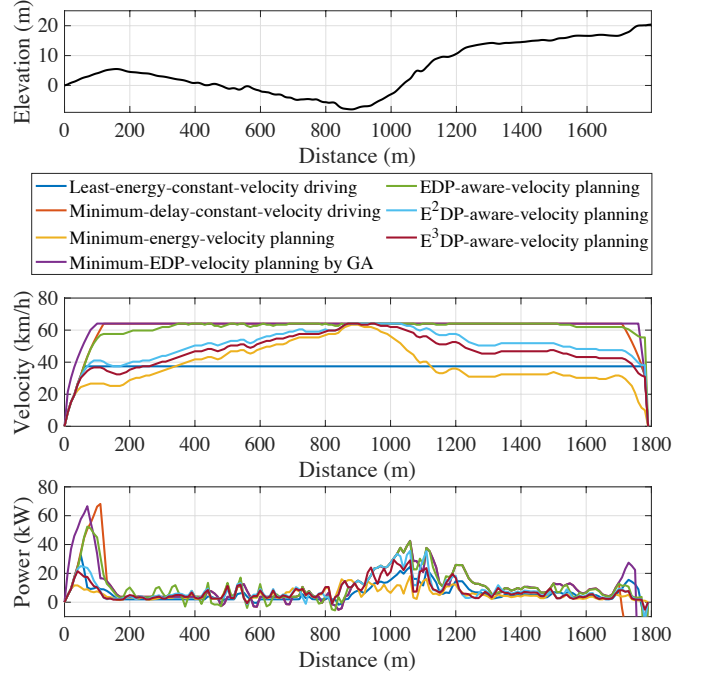 20
10
0
Elevation (m)
0 200 400 600 800 1000 1200 1400 1600
Distance (m)
Least-energy-constant-velocity driving
Minimum-delay-constant-velocity driving
Minimum-energy-velocity planning
Minimum-EDP-velocity planning by GA
EDP-aware-velocity planning
E²DP-aware-velocity planning
E³DP-aware-velocity planning
80
60
40
20
0
Velocity (km/h)
0 200 400 600 800 1000 1200 1400 1600 1800
Distance (m)
80
60
40
20
0
Power (kW)
0 200 400 600 800 1000 1200 1400 1600 1800
Distance (m)